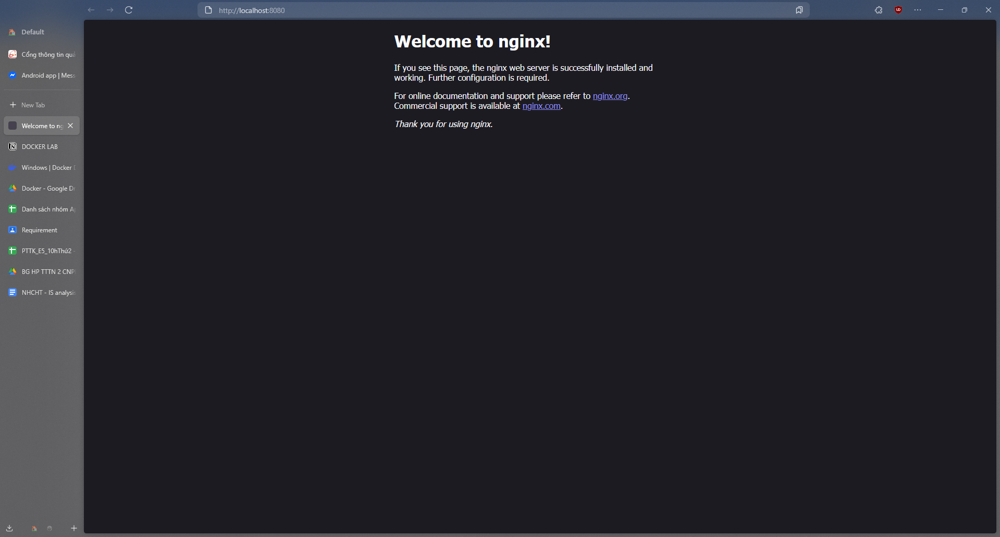 http://localhost:8080
Default
Cổng thông tin quả
Android app | Mess
New Tab
Welcome to ng
DOCKER LAB
Windows | Docker D
Docker - Google Dr
Danh sách nhóm Ap
Requirement
PTTK_E5_10hThứ2 -
BG HP TTTN 2 CNP
NHCHT - IS analysis
Welcome to nginx!
If you see this page, the nginx web server is successfully installed and
working. Further configuration is required.
For online documentation and support please refer to nginx.org.
Commercial support is available at nginx.com.
Thank you for using nginx.